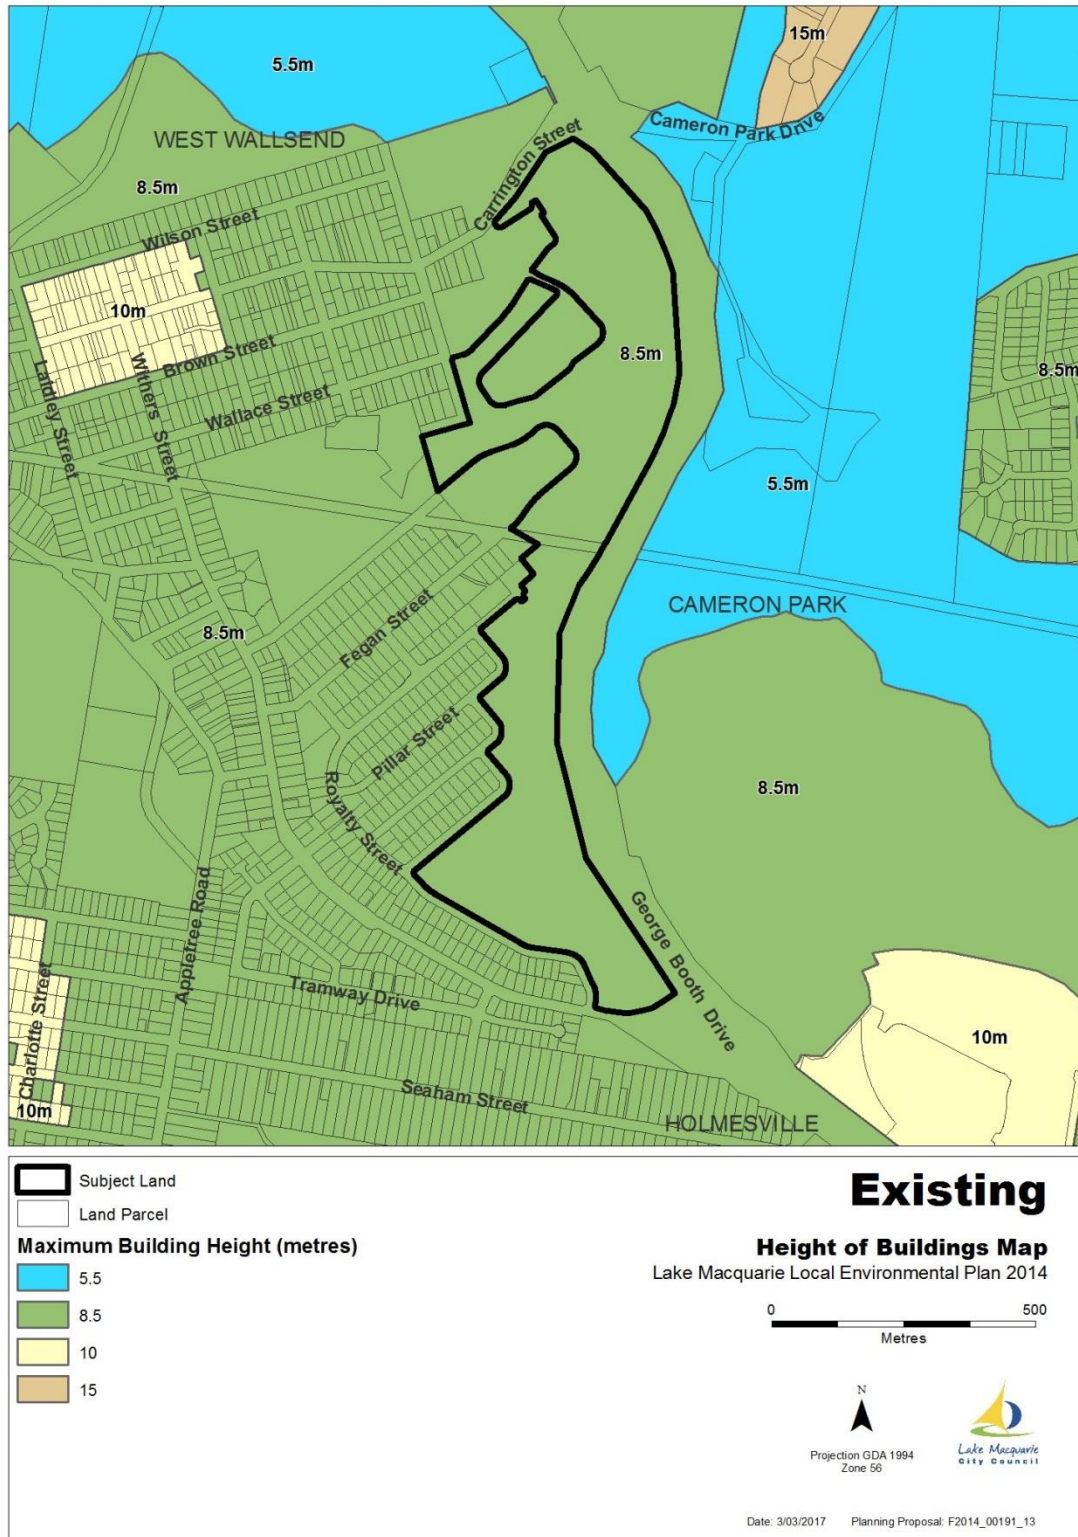 15m
5.5m
Cameron Park Drive
WEST WALLSEND
Carrington Street
8.5m
Wilson Street
10m
Brown Street
8.5m
8.5m
Laidley Street
Withers Street
Wallace Street
5.5m
CAMERON PARK
8.5m
Fegan Street
Pillar Street
8.5m
Royalty Street
George Booth Drive
Appletree Road
Charlotte Street
Tramway Drive
10m
Seaham Street
10m
HOLMESVILLE
Subject Land
Land Parcel
Maximum Building Height (metres)
5.5
8.5
10
15
Existing
Height of Buildings Map
Lake Macquarie Local Environmental Plan 2014
0 500
Metres
N
Projection GDA 1994
Zone 56
Lake Macquarie
City Council
Date: 3/03/2017 Planning Proposal: F2014_00191_13